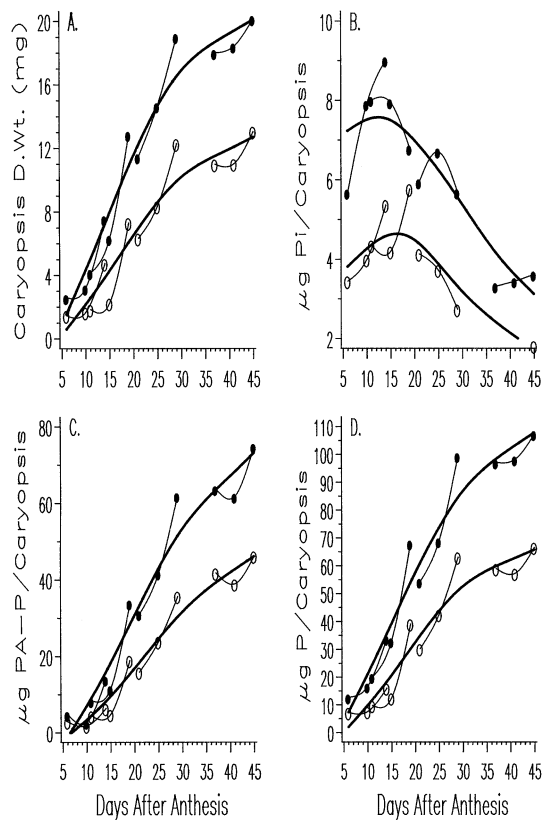 A.
Caryopsis D.Wt. (mg)
20
16
12
8
4
0
5 10 15 20 25 30 35 40 45
B.
µg Pi/Caryopsis
10
8
6
4
2
5 10 15 20 25 30 35 40 45
C.
µg PA–P/Caryopsis
80
60
40
20
0
5 10 15 20 25 30 35 40 45
Days After Anthesis
D.
µg P/Caryopsis
110
100
90
80
70
60
50
40
30
20
10
0
5 10 15 20 25 30 35 40 45
Days After Anthesis